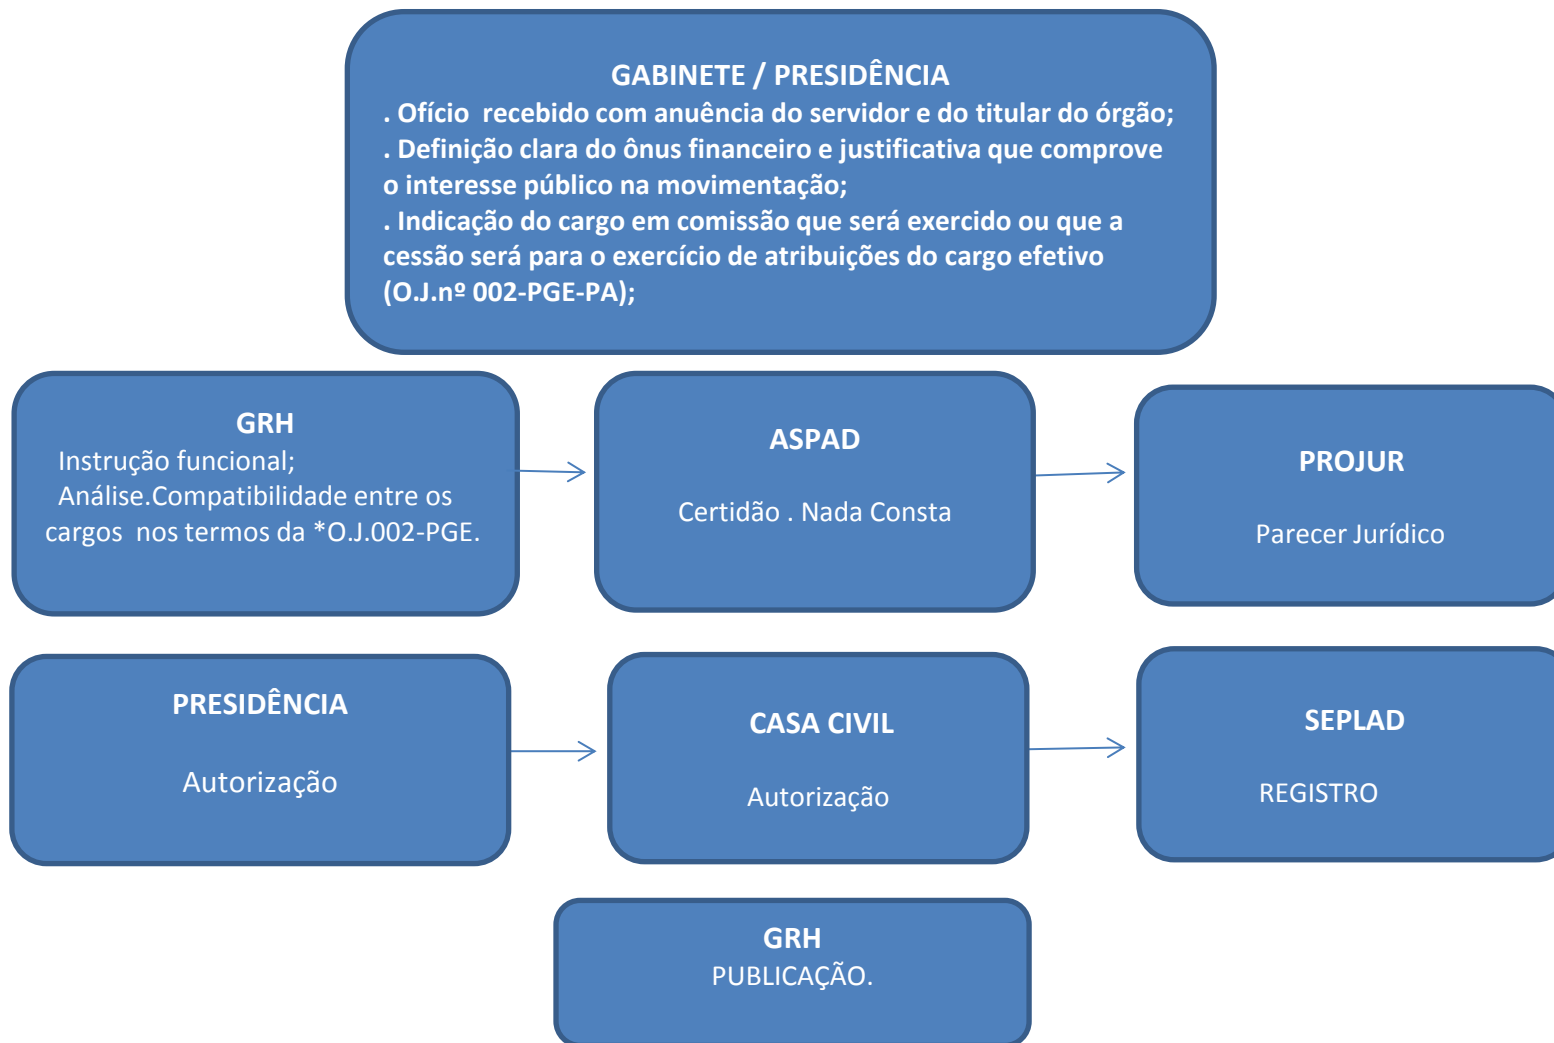 GABINETE / PRESIDÊNCIA
. Ofício recebido com anuência do servidor e do titular do órgão;
. Definição clara do ônus financeiro e justificativa que comprove
o interesse público na movimentação;
. Indicação do cargo em comissão que será exercido ou que a
cessão será para o exercício de atribuições do cargo efetivo
(O.J.nº 002-PGE-PA);
GRH
Instrução funcional;
Análise.Compatibilidade entre os
cargos nos termos da *O.J.002-PGE.
ASPAD
Certidão . Nada Consta
PROJUR
Parecer Jurídico
PRESIDÊNCIA
Autorização
CASA CIVIL
Autorização
SEPLAD
REGISTRO
GRH
PUBLICAÇÃO.